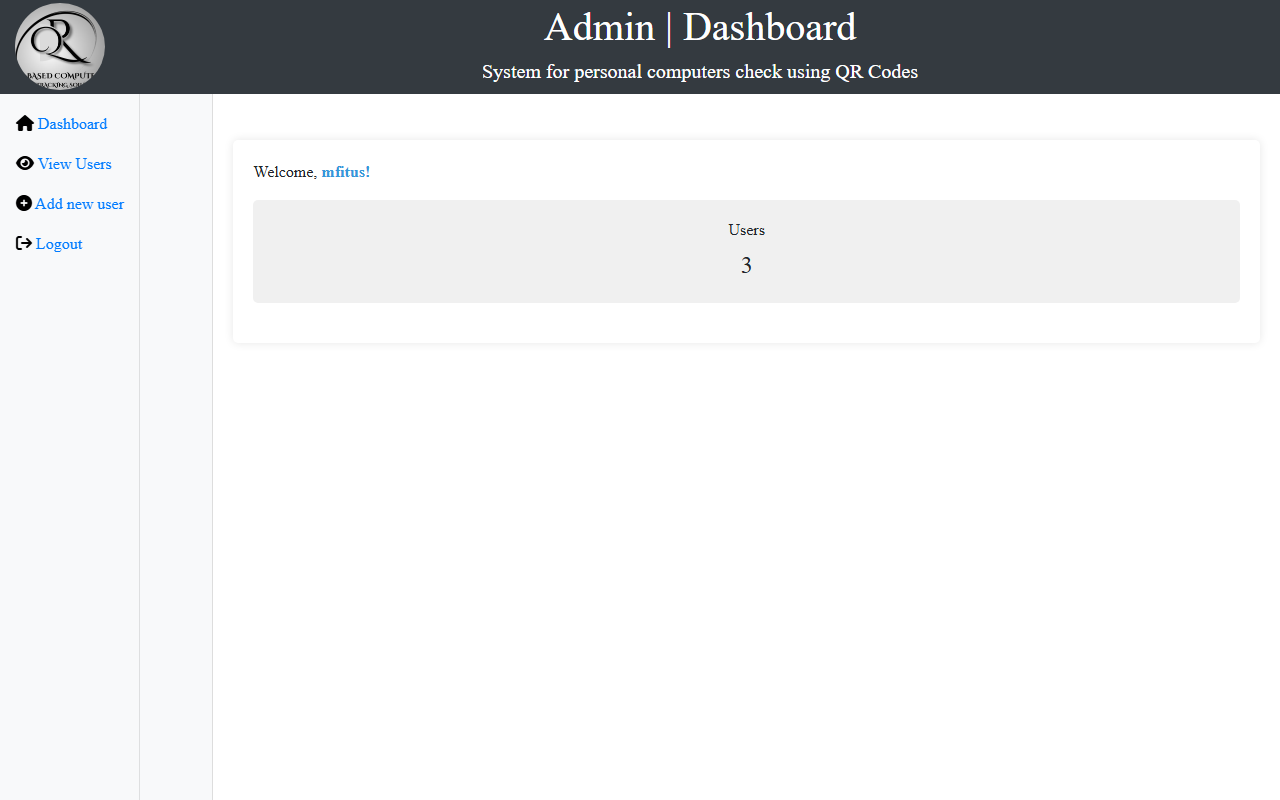 QR
BASED COMPUTE
Admin | Dashboard
System for personal computers check using QR Codes
Dashboard
View Users
Add new user
Logout
Welcome, mfitus!
Users
3